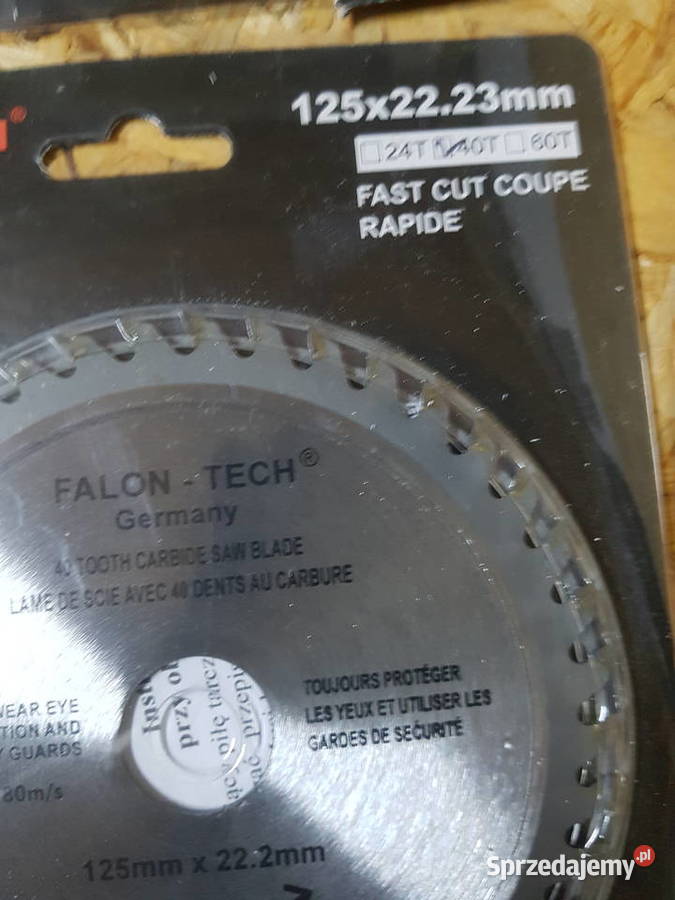 ®
125x22.23mm
24T 40T 60T
FAST CUT COUPE
RAPIDE
FALON - TECH®
Germany
40 TOOTH CARBIDE SAW BLADE
LAME DE SCIE AVEC 40 DENTS AU CARBURE
WEAR EYE
TION AND
Y GUARDS
80m/s
przy
TOUJOURS PROTÉGER
LES YEUX ET UTILISER LES
GARDES DE SÉCURITÉ
125mm x 22.2mm
Sprzedajemy.pl